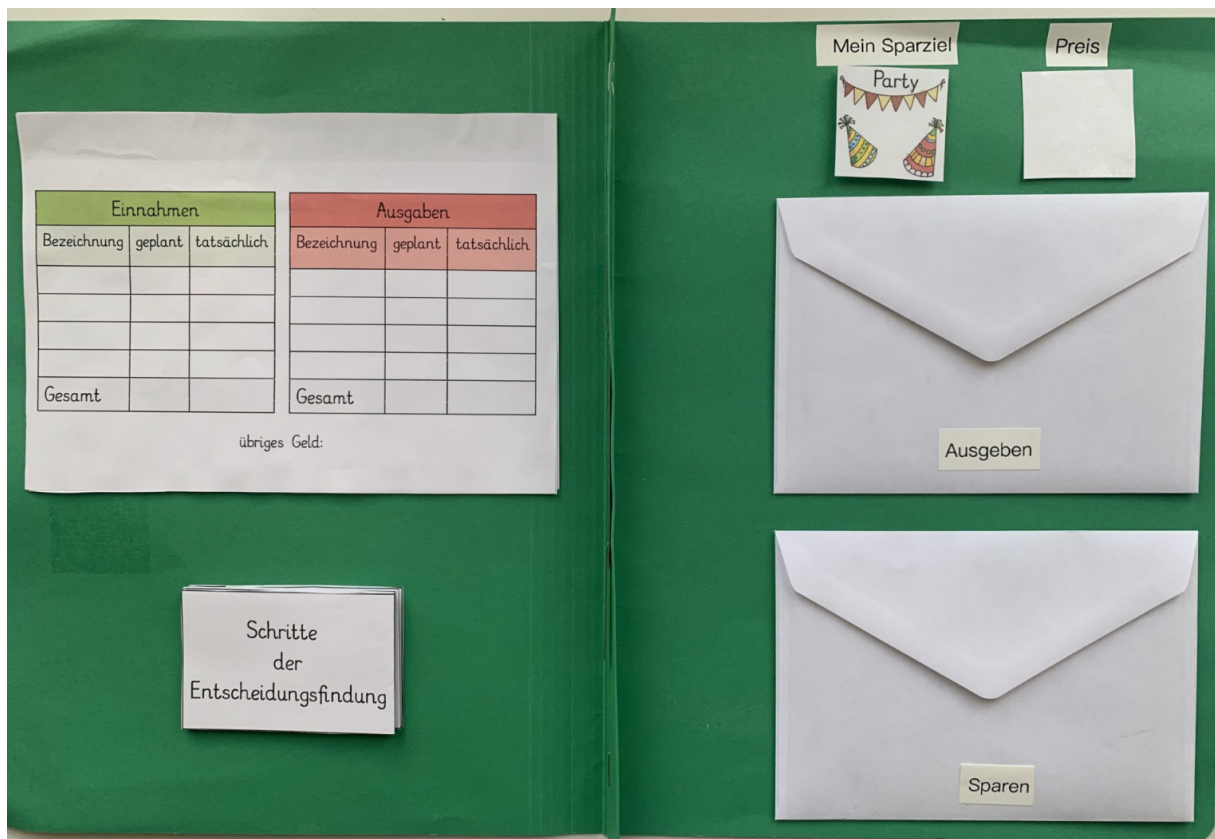 Einnahmen
Bezeichnung geplant tatsächlich
Gesamt
Ausgaben
Bezeichnung geplant tatsächlich
Gesamt
übriges Geld:
Schritte
der
Entscheidungsfindung
Mein Sparziel
Preis
Party
Ausgeben
Sparen